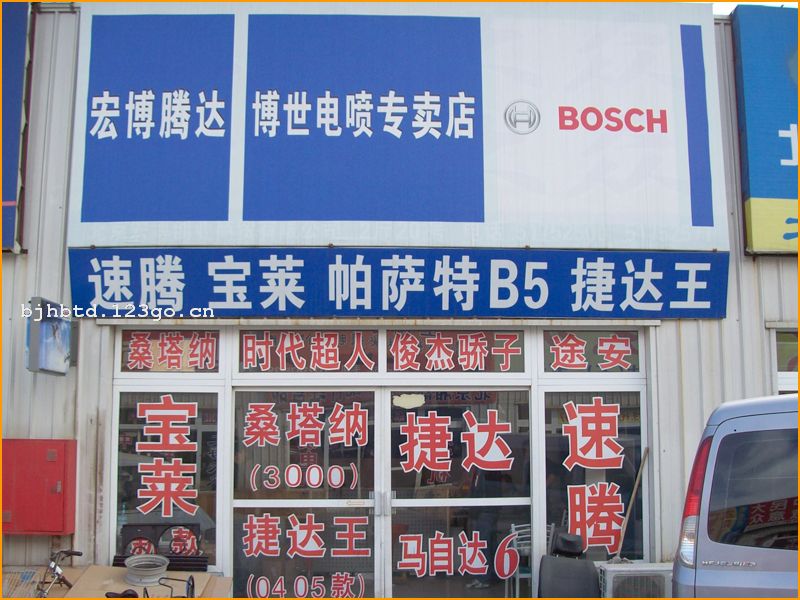 宏博腾达 博世电喷专卖店 BOSCH
速腾 宝莱 帕萨特B5 捷达王
bjhbtd.123go.cn
桑塔纳 时代超人 俊杰骄子 途安
宝莱
桑塔纳
(3000)
捷达
速腾
捷达王
(04 05款)
马自达6